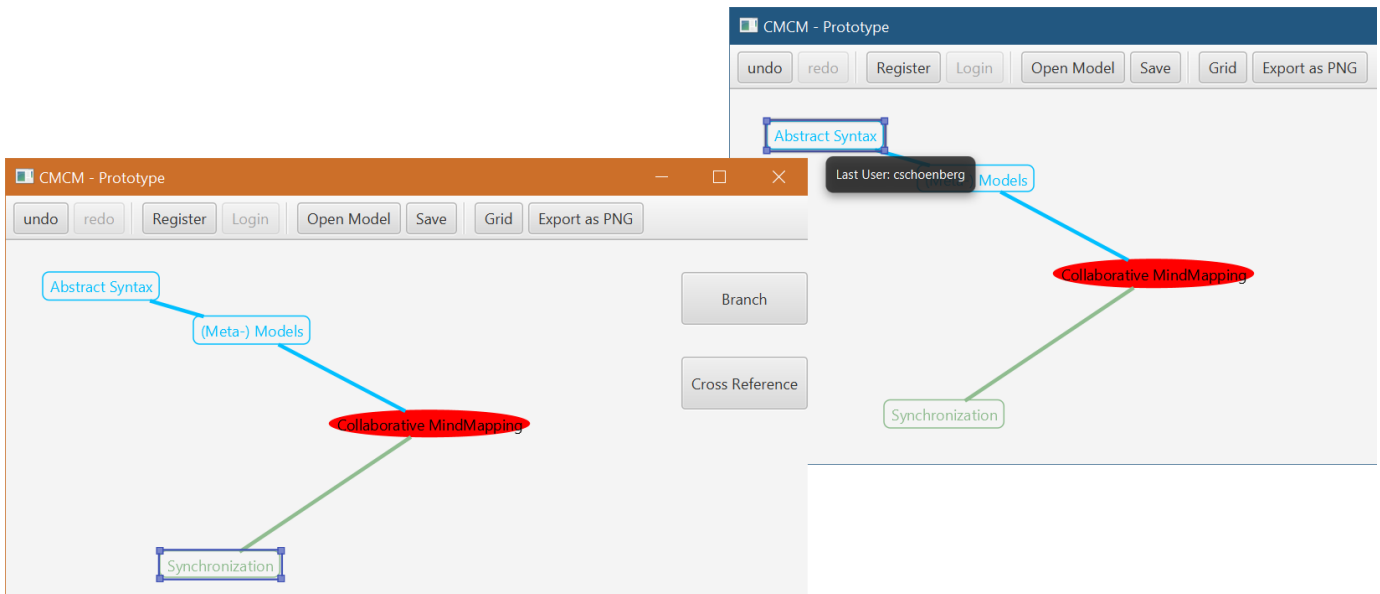 CMCM - Prototype
undo redo Register Login Open Model Save Grid Export as PNG
Abstract Syntax
Last User: cschoenberg
Models
Collaborative MindMapping
Synchronization
CMCM - Prototype
undo redo Register Login Open Model Save Grid Export as PNG
Abstract Syntax
(Meta-) Models
Collaborative MindMapping
Synchronization
Branch
Cross Reference